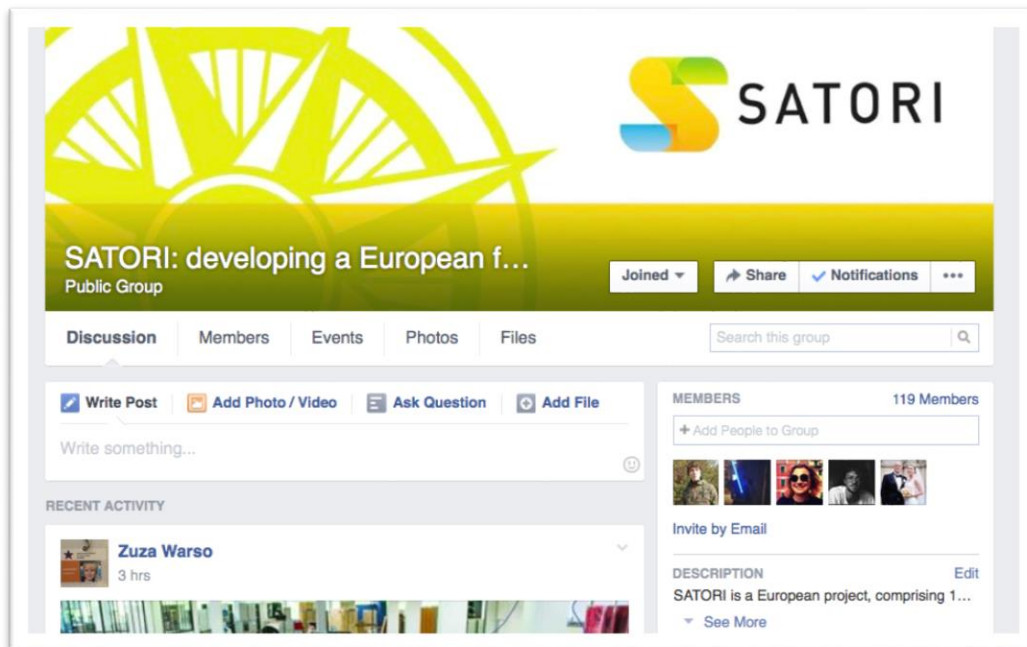 SATORI
SATORI: developing a European f...
Public Group
Joined
Share
Notifications
Discussion
Members
Events
Photos
Files
Search this group
Write Post
Add Photo / Video
Ask Question
Add File
Write something...
RECENT ACTIVITY
Zuza Warso
3 hrs
MEMBERS
119 Members
+ Add People to Group
Invite by Email
DESCRIPTION
Edit
SATORI is a European project, comprising 1...
See More